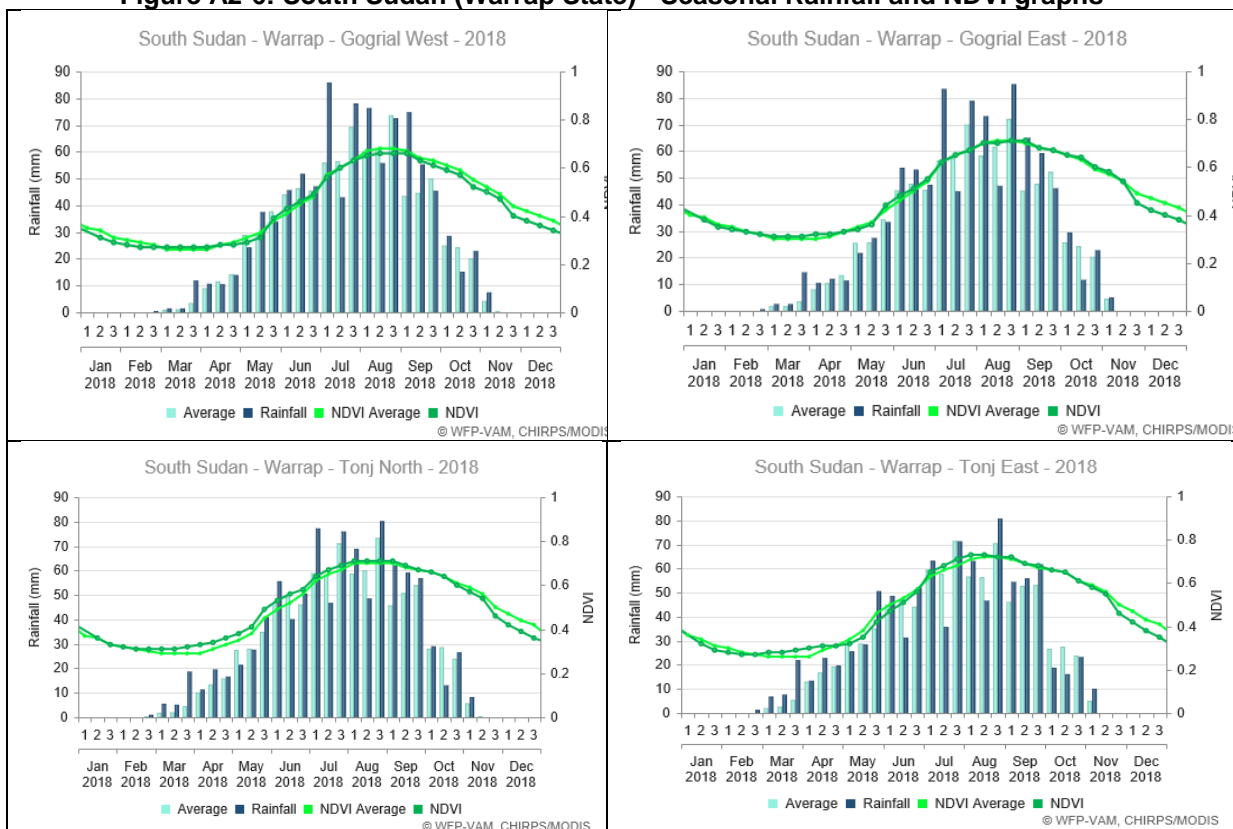 Figure A2-6: South Sudan (Warrap State) - Seasonal Rainfall and NDVI graphs
South Sudan - Warrap - Gogrial West - 2018
90
80
70
60
50
40
30
20
10
0
Rainfall (mm)
1
0.8
0.6
0.4
0.2
0
1 2 3 1 2 3 1 2 3 1 2 3 1 2 3 1 2 3 1 2 3 1 2 3 1 2 3 1 2 3 1 2 3 1 2 3
Jan Feb Mar Apr May Jun Jul Aug Sep Oct Nov Dec
2018 2018 2018 2018 2018 2018 2018 2018 2018 2018 2018 2018
Average Rainfall NDVI Average NDVI
© WFP-VAM, CHIRPS/MODIS
South Sudan - Warrap - Gogrial East - 2018
90
80
70
60
50
40
30
20
10
0
Rainfall (mm)
1
0.8
0.6
0.4
0.2
0
1 2 3 1 2 3 1 2 3 1 2 3 1 2 3 1 2 3 1 2 3 1 2 3 1 2 3 1 2 3 1 2 3 1 2 3
Jan Feb Mar Apr May Jun Jul Aug Sep Oct Nov Dec
2018 2018 2018 2018 2018 2018 2018 2018 2018 2018 2018 2018
Average Rainfall NDVI Average NDVI
© WFP-VAM, CHIRPS/MODIS
South Sudan - Warrap - Tonj North - 2018
90
80
70
60
50
40
30
20
10
0
Rainfall (mm)
1
0.8
0.6
0.4
0.2
0
NDVI
1 2 3 1 2 3 1 2 3 1 2 3 1 2 3 1 2 3 1 2 3 1 2 3 1 2 3 1 2 3 1 2 3 1 2 3
Jan Feb Mar Apr May Jun Jul Aug Sep Oct Nov Dec
2018 2018 2018 2018 2018 2018 2018 2018 2018 2018 2018 2018
Average Rainfall NDVI Average NDVI
© WFP-VAM, CHIRPS/MODIS
South Sudan - Warrap - Tonj East - 2018
90
80
70
60
50
40
30
20
10
0
Rainfall (mm)
1
0.8
0.6
0.4
0.2
0
NDVI
1 2 3 1 2 3 1 2 3 1 2 3 1 2 3 1 2 3 1 2 3 1 2 3 1 2 3 1 2 3 1 2 3 1 2 3
Jan Feb Mar Apr May Jun Jul Aug Sep Oct Nov Dec
2018 2018 2018 2018 2018 2018 2018 2018 2018 2018 2018 2018
Average Rainfall NDVI Average NDVI
© WFP-VAM, CHIRPS/MODIS